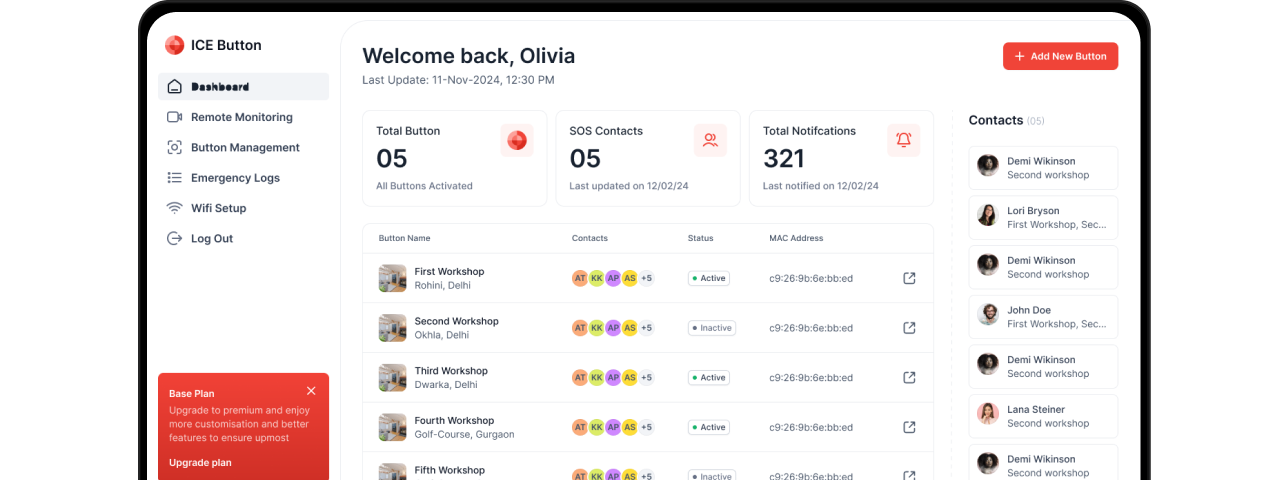 ICE Button
Dashboard
Remote Monitoring
Button Management
Emergency Logs
Wifi Setup
Log Out
Base Plan
Upgrade to premium and enjoy
more customisation and better
features to ensure upmost
Upgrade plan
Welcome back, Olivia
Last Update: 11-Nov-2024, 12:30 PM
Add New Button
Total Button
05
All Buttons Activated
SOS Contacts
05
Last updated on 12/02/24
Total Notifcations
321
Last notified on 12/02/24
Button Name Contacts Status MAC Address
First Workshop
Rohini, Delhi
AT KK AP AS +5 Active c9:26:9b:6e:bb:ed
Second Workshop
Okhla, Delhi
AT KK AP AS +5 Inactive c9:26:9b:6e:bb:ed
Third Workshop
Dwarka, Delhi
AT KK AP AS +5 Active c9:26:9b:6e:bb:ed
Fourth Workshop
Golf-Course, Gurgaon
AT KK AP AS +5 Active c9:26:9b:6e:bb:ed
Fifth Workshop
AT KK AP AS +5 Inactive c9:26:9b:6e:bb:ed
Contacts (05)
Demi Wikinson
Second workshop
Lori Bryson
First Workshop, Sec...
Demi Wikinson
Second workshop
John Doe
First Workshop, Sec...
Demi Wikinson
Second workshop
Lana Steiner
Second workshop
Demi Wikinson
Second workshop